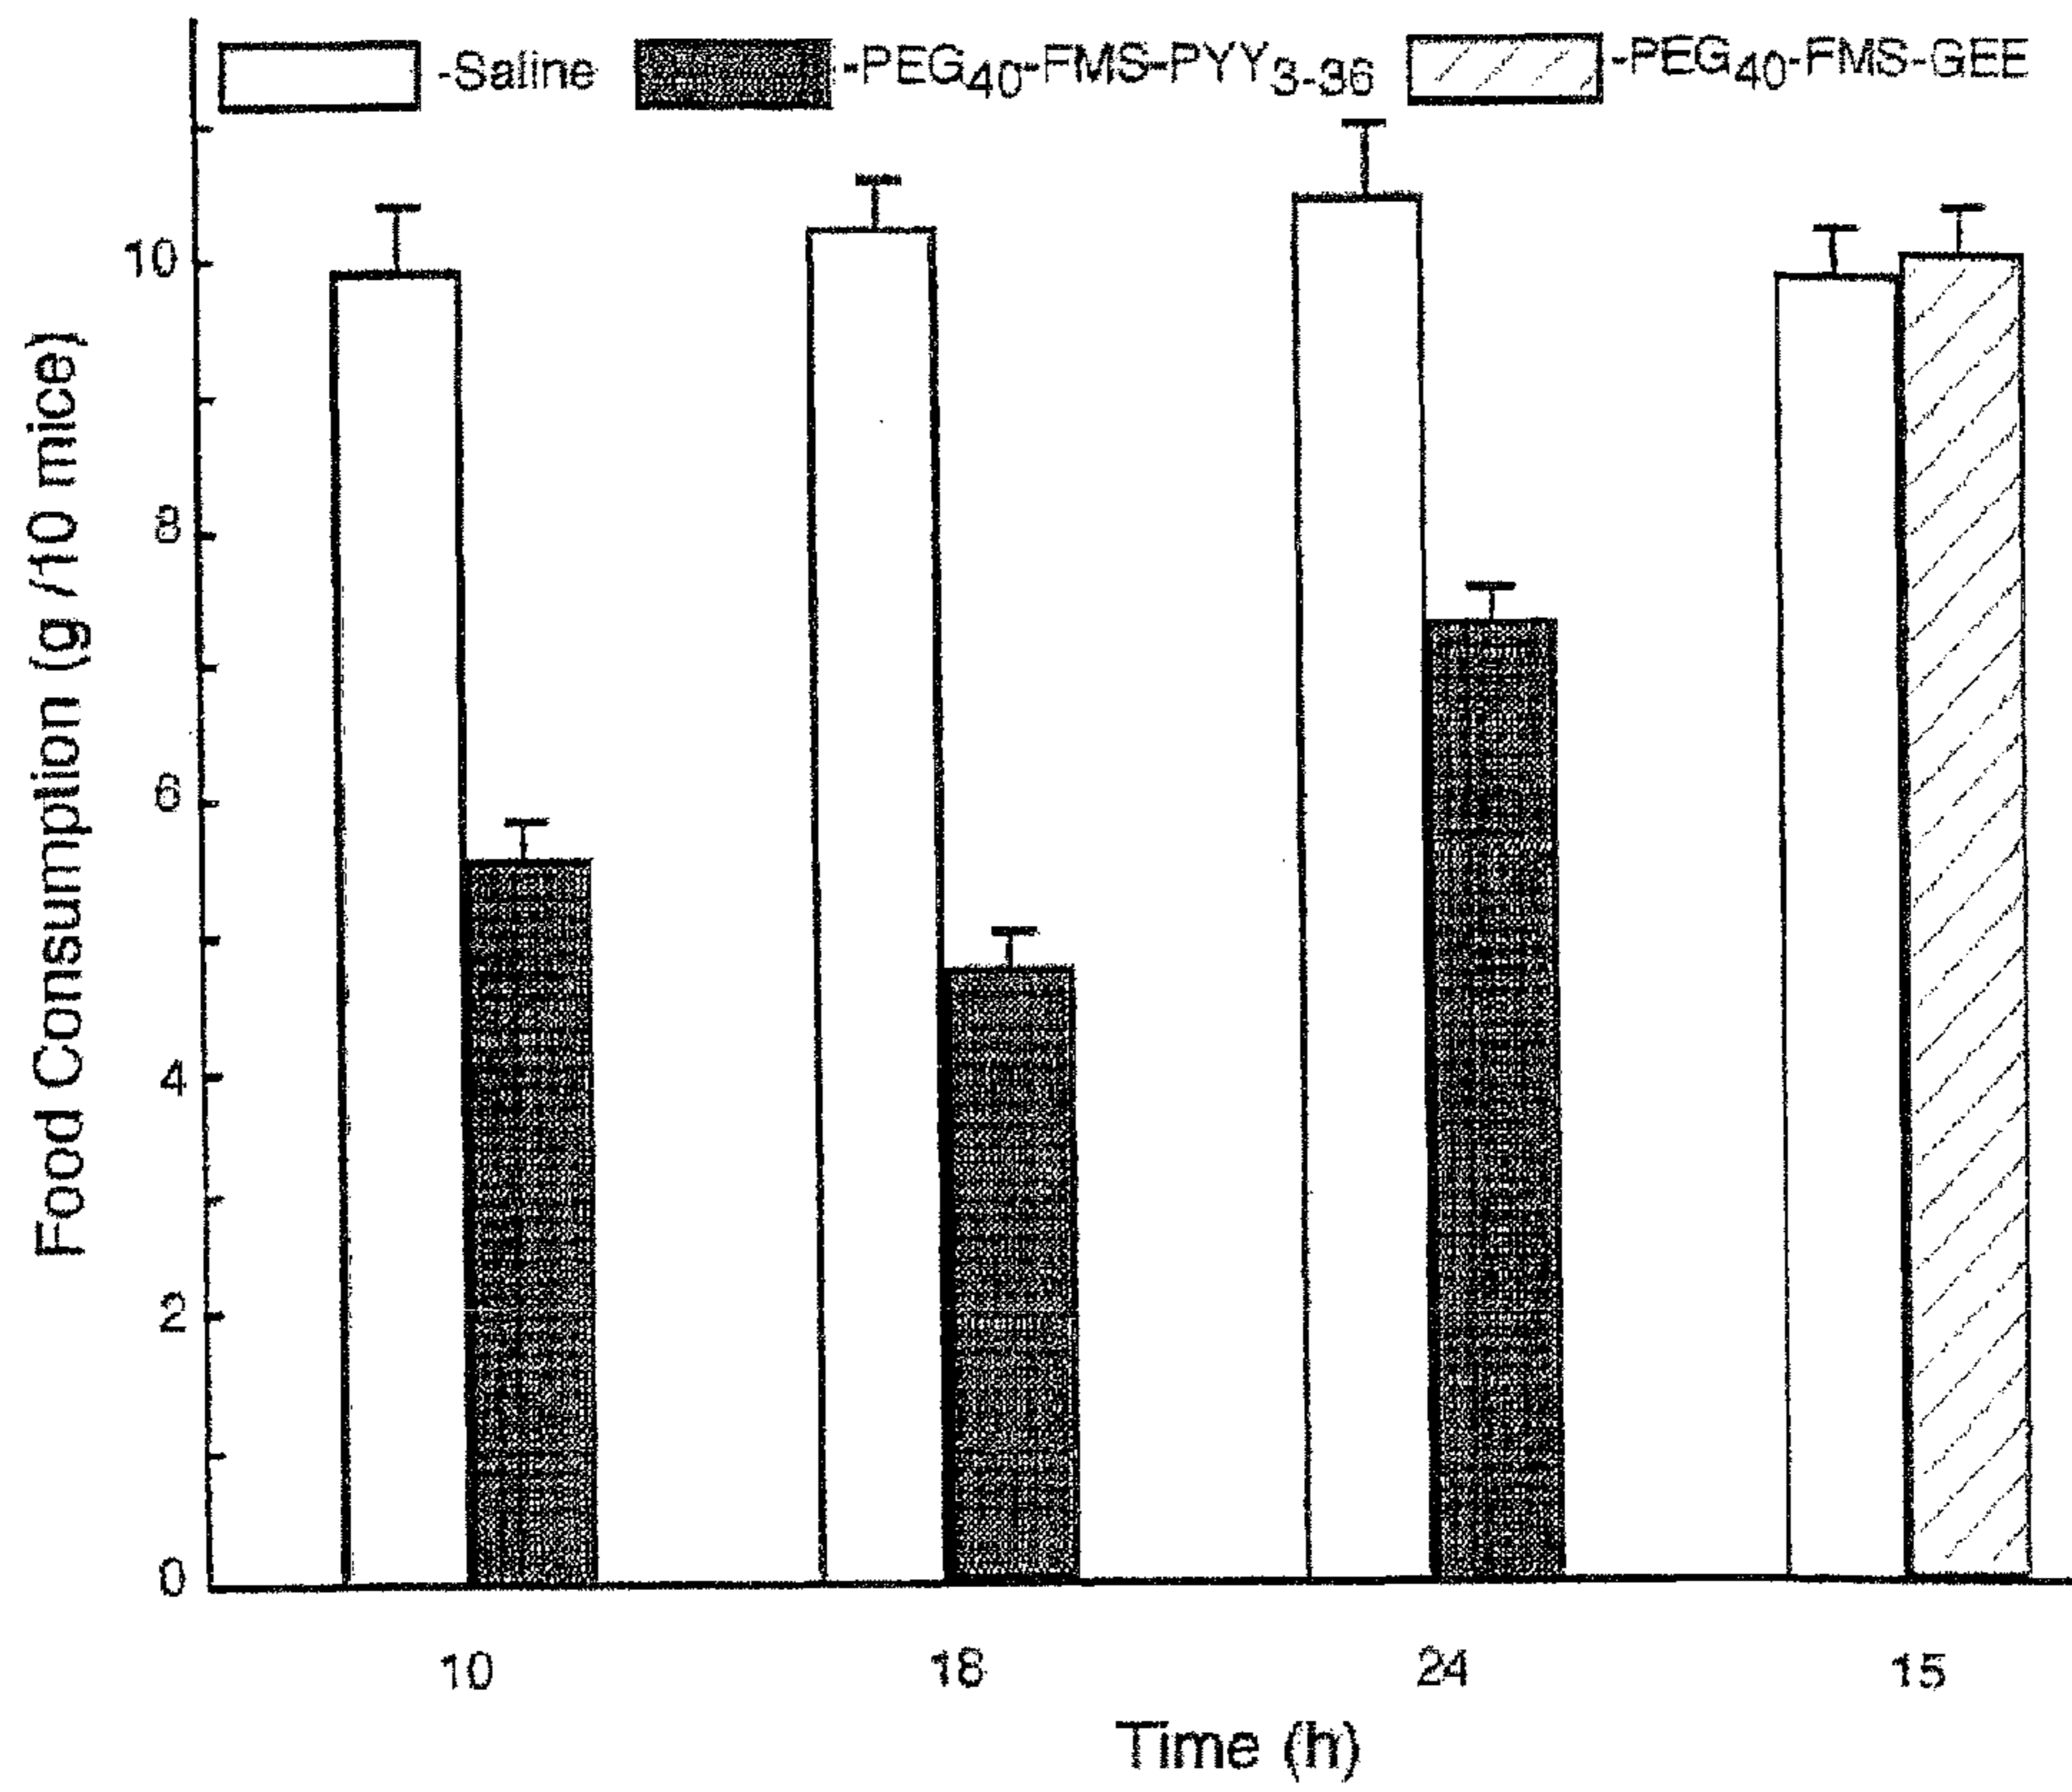 -Saline -PEG40-FMS-PYY3-36 -PEG40-FMS-GEE
Food Consumption (g /10 mice)
10
8
6
4
2
0
10 18 24 15
Time (h)